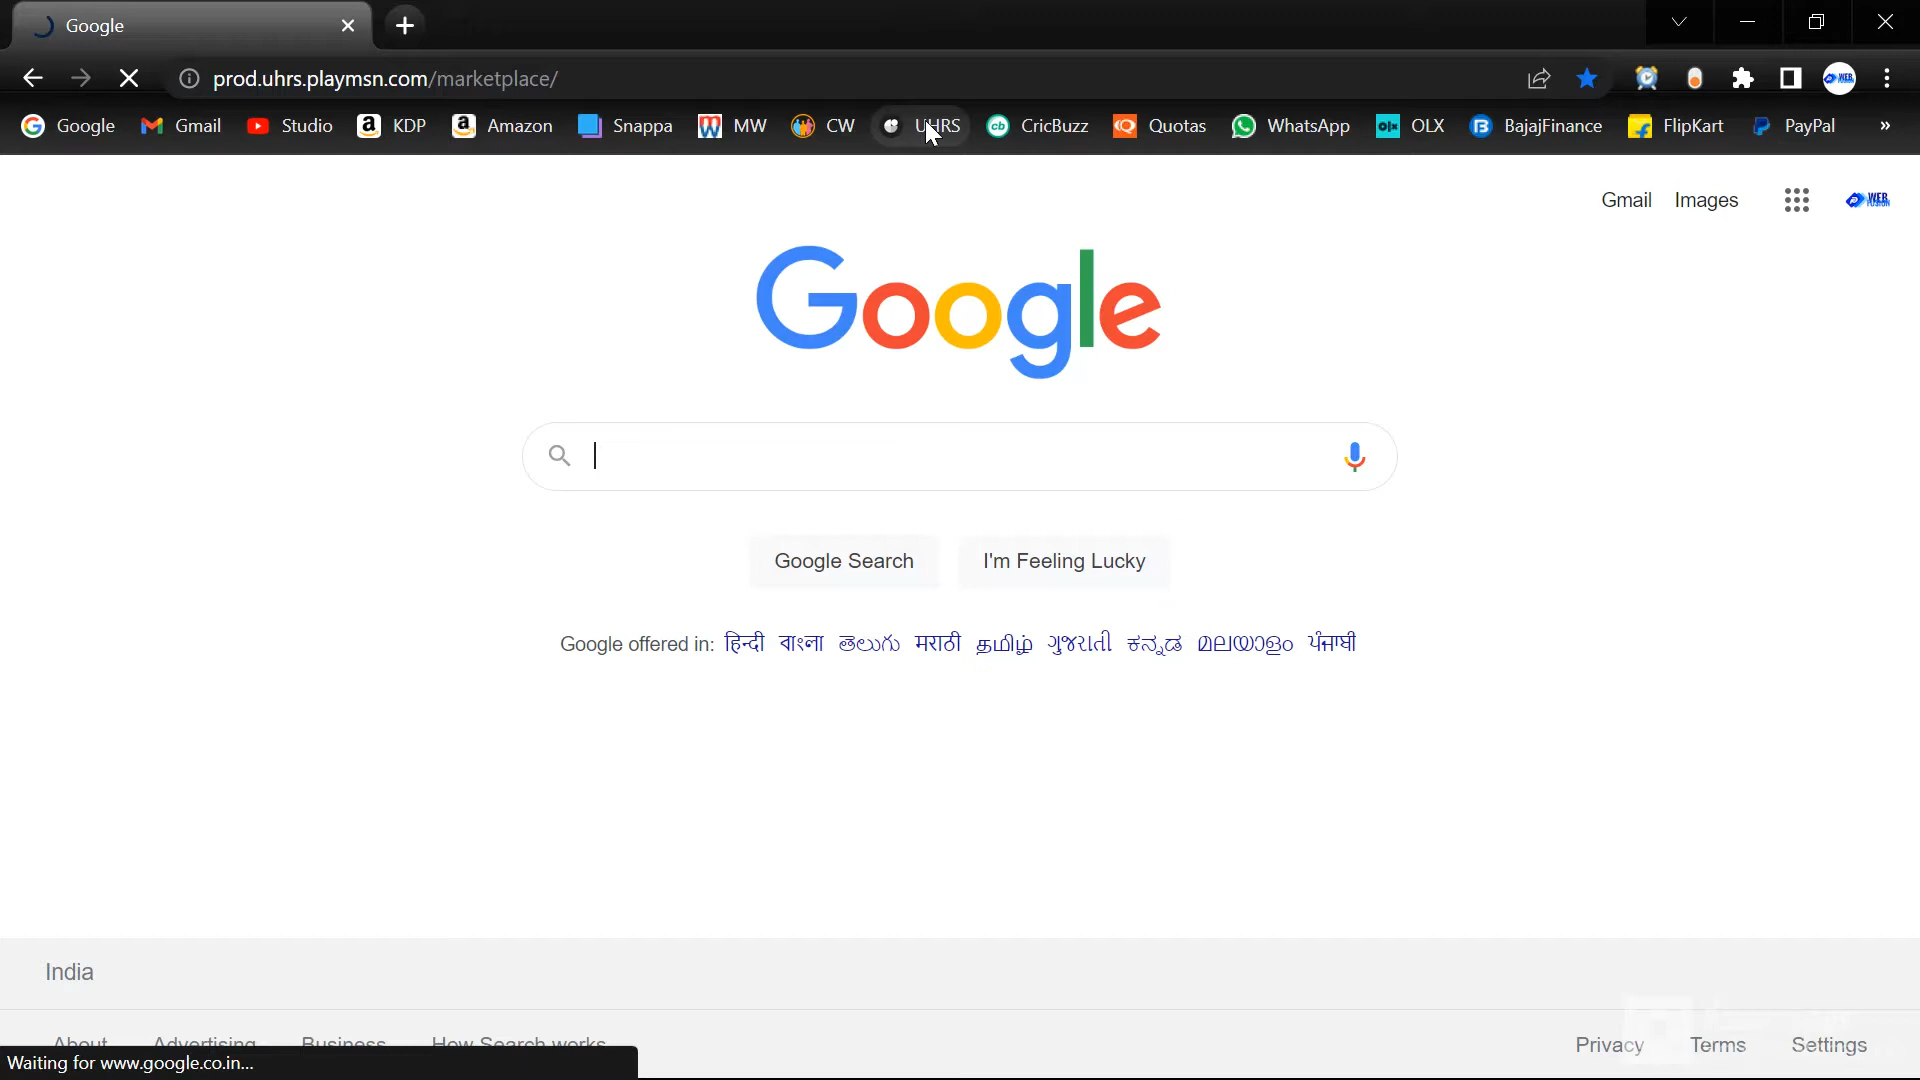 Google
prod.uhrs.playmsn.com/marketplace/
Google Gmail Studio KDP Amazon Snappa MW CW UHRS CricBuzz Quotas WhatsApp OLX BajajFinance FlipKart PayPal »
Gmail Images WEB
Google
Google Search I'm Feeling Lucky
Google offered in: हिन्दी বাংলা తెలుగు मराठी தமிழ் ગુજરાતી ಕನ್ನಡ മലയാളം ਪੰਜਾਬੀ
India
About Advertising Business How Search works Privacy Terms Settings
Waiting for www.google.co.in...